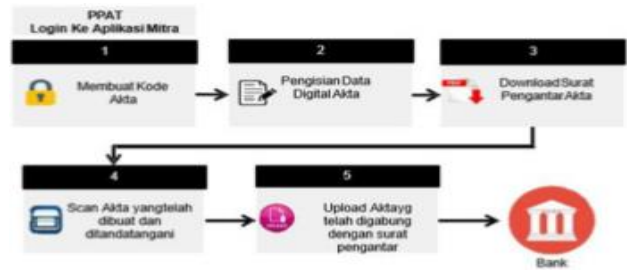 PPAT
Login Ke Aplikasi Mitra
1
Membuat Kode
Akta
2
Pengisian Data
Digital Akta
3
Download Surat
Pengantar Akta
4
Scan Akta yangtelah
dibuat dan
ditandatangani
5
Upload Aktayg
telah digabung
dengan surat
pengantar
Bank